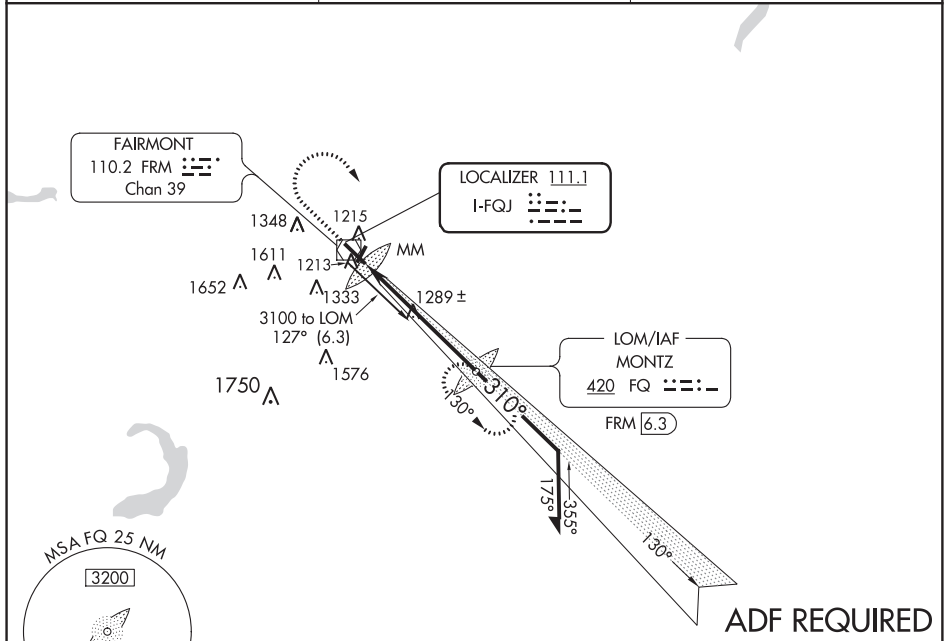 FAIRMONT
110.2 FRM
Chan 39
LOCALIZER 111.1
I-FQJ
1348
1215
MM
1611
1213
1652
1333
1289 ±
3100 to LOM
127° (6.3)
1576
1750
LOM/IAF
MONTZ
420 FQ
FRM 6.3
310°
130°
175°
355°
130°
MSA FQ 25 NM
3200
ADF REQUIRED